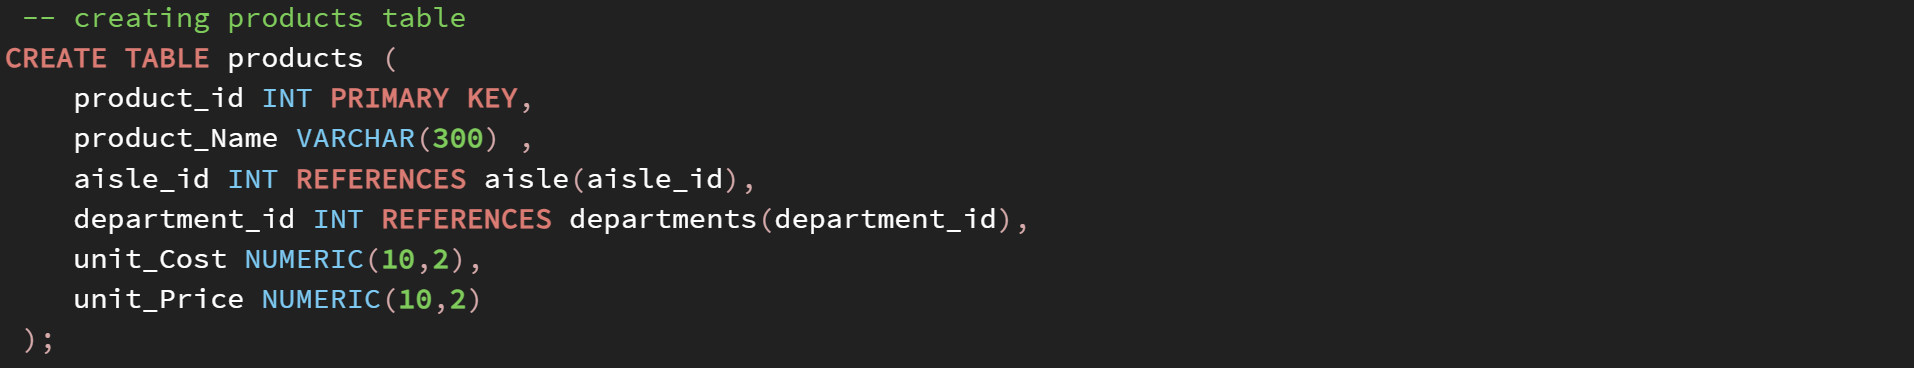 -- creating products table
CREATE TABLE products (
product_id INT PRIMARY KEY,
product_Name VARCHAR(300) ,
aisle_id INT REFERENCES aisle(aisle_id),
department_id INT REFERENCES departments(department_id),
unit_Cost NUMERIC(10,2),
unit_Price NUMERIC(10,2)
);